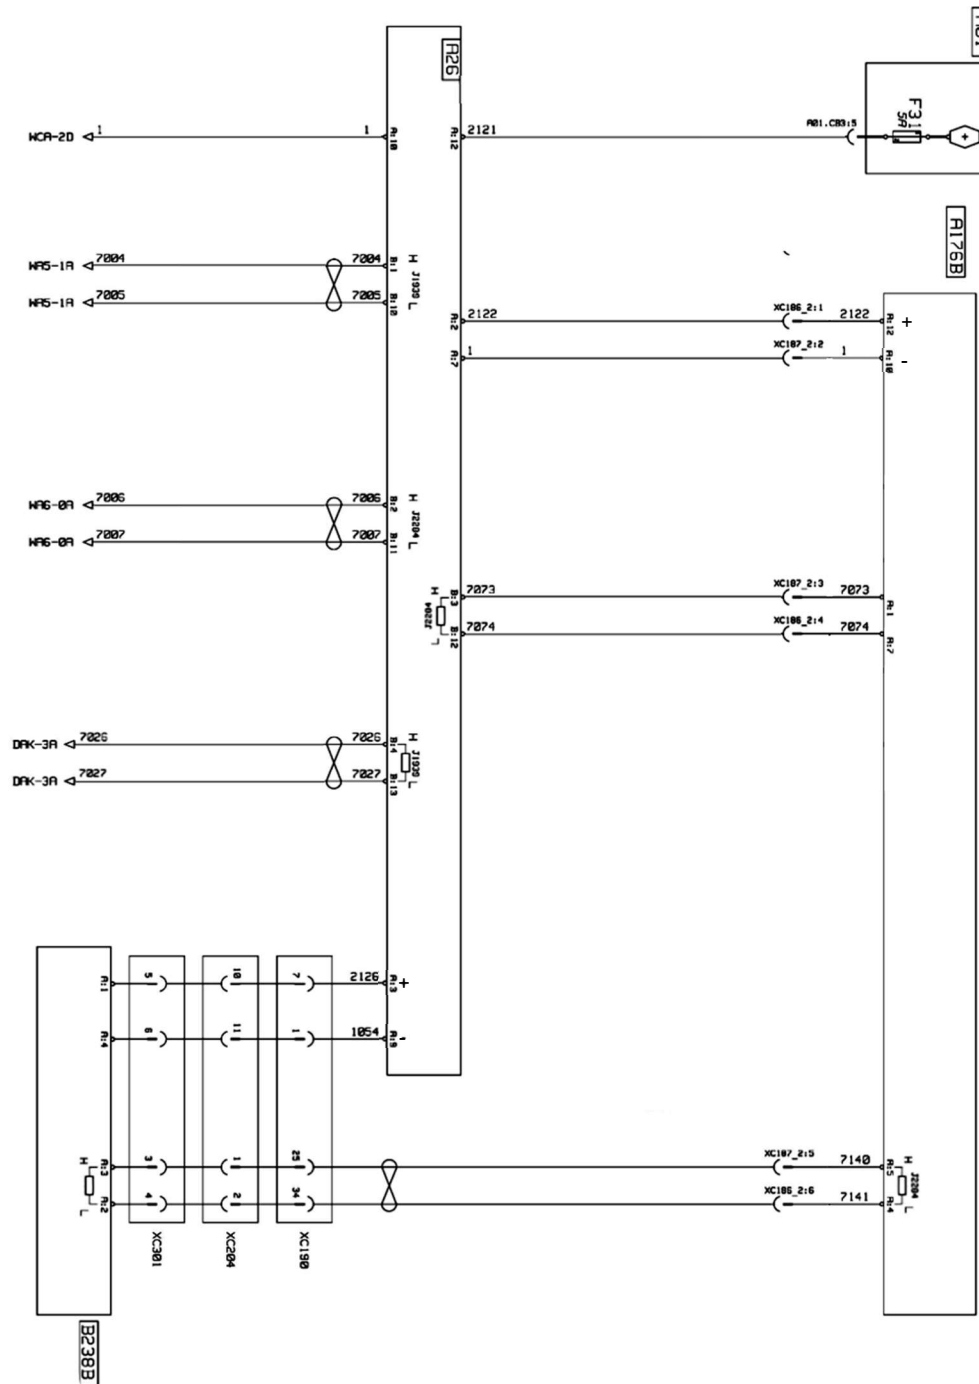 A26
F31
5A
+
A01.CB3:5
2121
A:12
1
A:10
1
WCA-2D
A176B
WA5-1A
7004
7004
B:1
H
J1939
WA5-1A
7005
7005
B:10
L
A:2
2122
XC186_2:1
2122
A:12
+
A:7
1
XC187_2:2
1
A:10
-
WA6-0A
7006
7006
B:2
H
J2284
WA6-0A
7007
7007
B:11
L
H
B:3
7073
XC187_2:3
7073
A:1
J2284
L
B:12
7074
XC186_2:4
7074
A:7
DAK-3A
7026
7026
B:4
H
J1939
DAK-3A
7027
7027
B:13
L
A:1
5
10
7
2126
A:3
+
A:4
6
11
1
1054
A:9
-
H
A:3
3
1
25
XC187_2:5
7140
A:5
H
J2284
L
A:2
4
2
34
XC186_2:6
7141
A:4
L
XC301
XC204
XC190
B238B